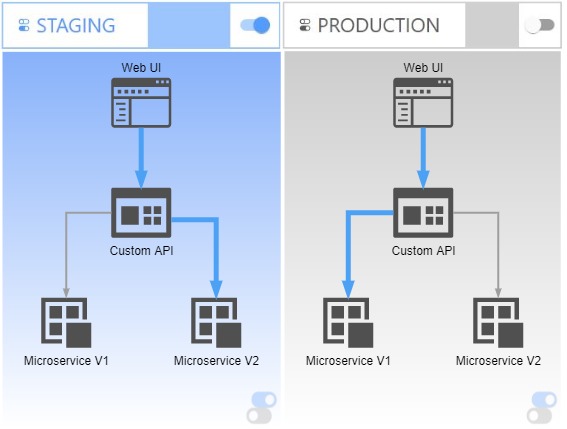 STAGING
PRODUCTION
Web UI
Web UI
Custom API
Custom API
Microservice V1
Microservice V2
Microservice V1
Microservice V2